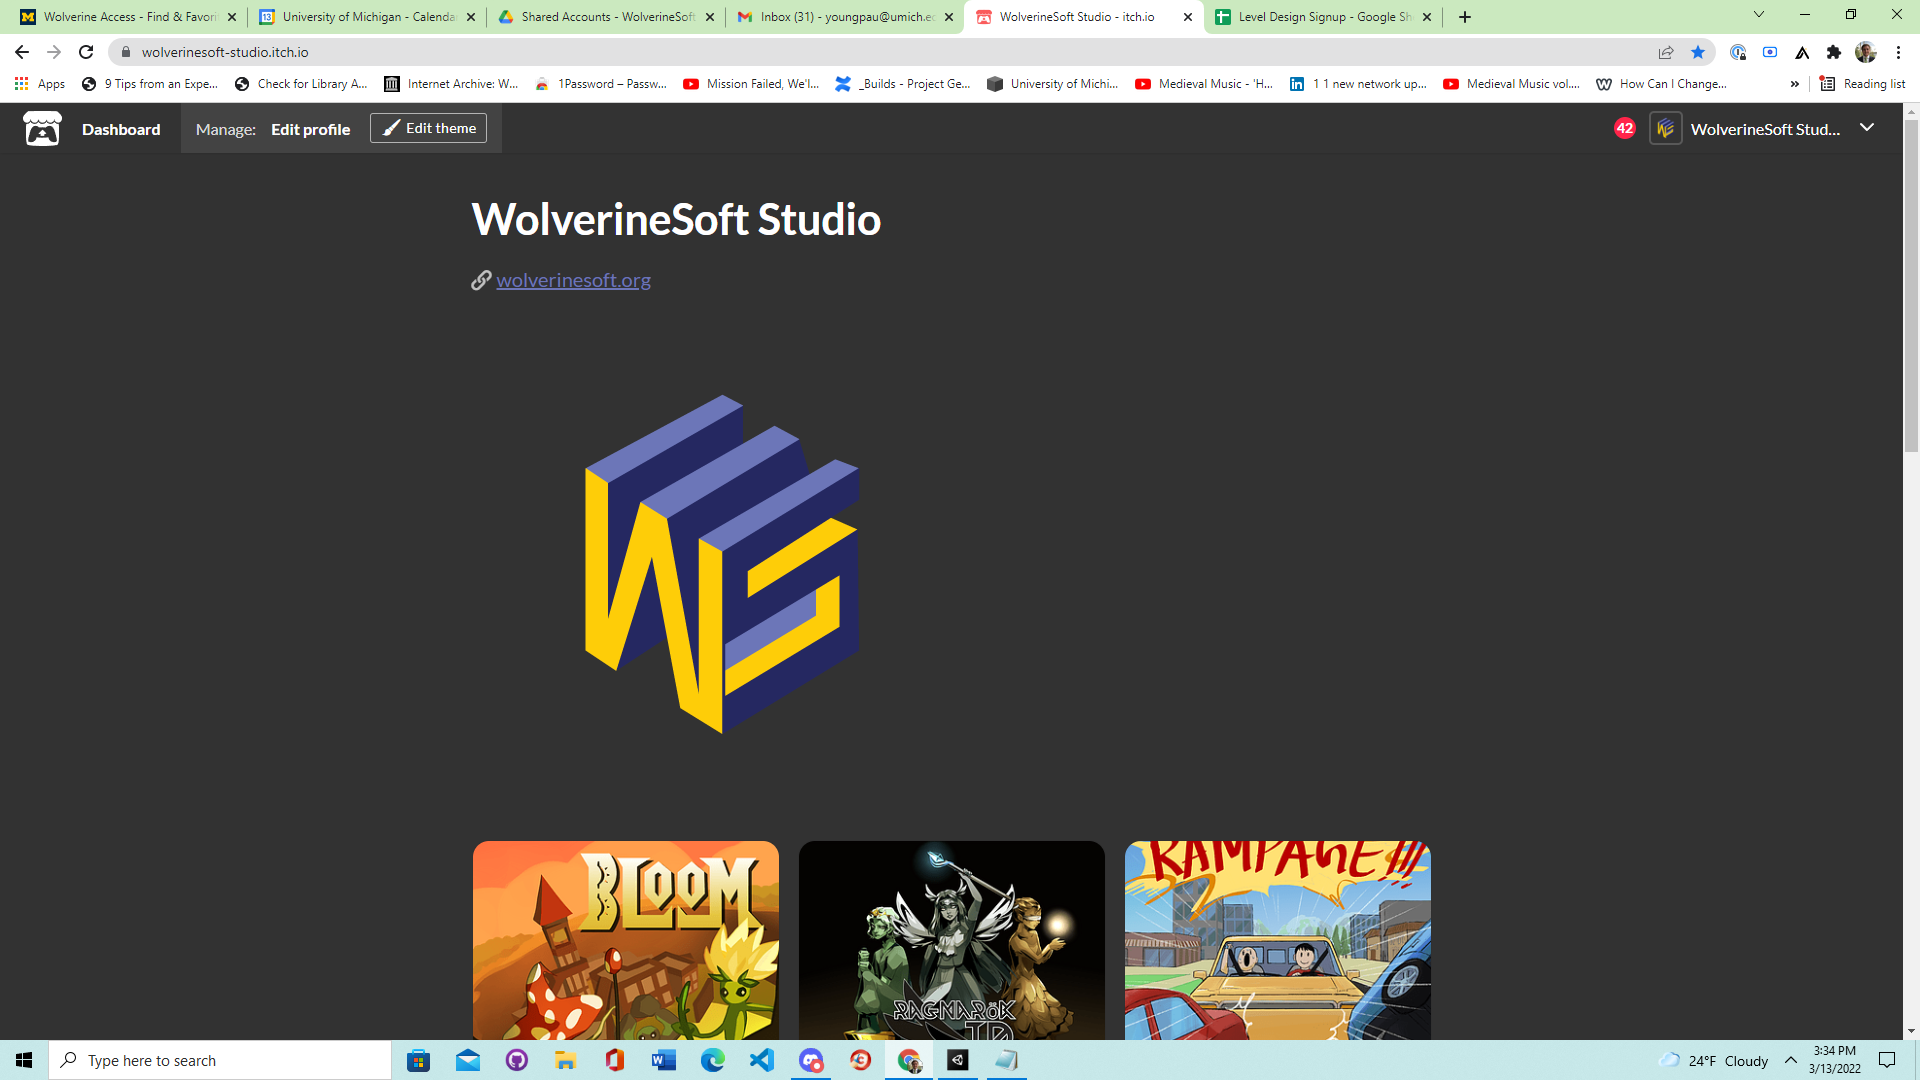 Wolverine Access - Find & Favori
University of Michigan - Calenda
Shared Accounts - WolverineSoft
Inbox (31) - youngpau@umich.ed
WolverineSoft Studio - itch.io
Level Design Signup - Google Sh
wolverinesoft-studio.itch.io
Apps
9 Tips from an Expe...
Check for Library A...
Internet Archive: W...
1Password – Passw...
Mission Failed, We'l...
_Builds - Project Ge...
University of Michi...
Medieval Music - 'H...
1 1 new network up...
Medieval Music vol....
How Can I Change...
»
Reading list
Dashboard
Manage:
Edit profile
Edit theme
42
WolverineSoft Stud...
WolverineSoft Studio
wolverinesoft.org
WS
BLOOM
RAGNARÖK
TD
RAMPAGE!!!
Type here to search
24°F Cloudy
3:34 PM
3/13/2022